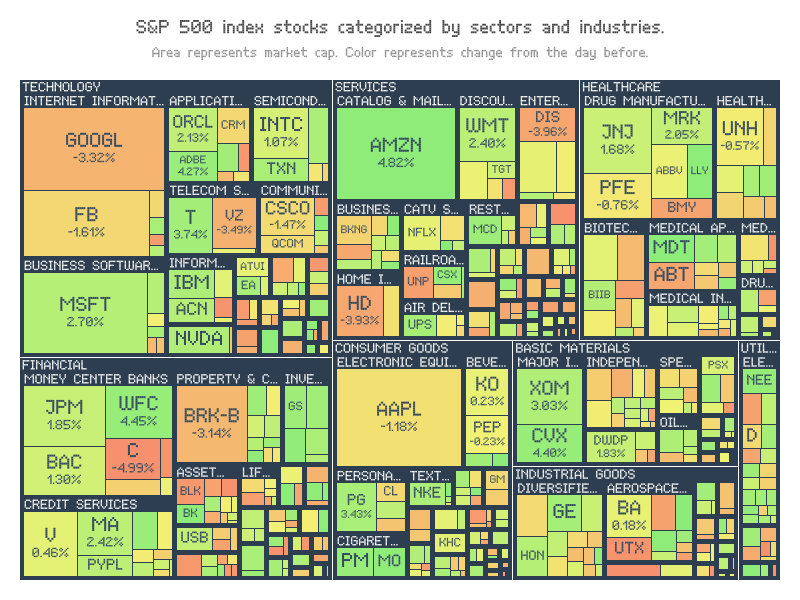 S&P 500 index stocks categorized by sectors and industries.
Area represents market cap. Color represents change from the day before.
TECHNOLOGY
INTERNET INFORMAT...
GOOGL
-3.32%
FB
-1.61%
APPLICATI...
ORCL
2.13%
CRM
ADBE
4.27%
SEMICOND...
INTC
1.07%
TXN
TELECOM S...
T
3.74%
VZ
-3.49%
COMMUNI...
CSCO
-1.47%
QCOM
BUSINESS SOFTWAR...
MSFT
2.70%
INFORM...
IBM
ACN
NVDA
ATVI
EA
SERVICES
CATALOG & MAIL...
AMZN
4.82%
DISCOU...
WMT
2.40%
TGT
ENTER...
DIS
-3.96%
BUSINES...
BKNG
CATV S...
NFLX
REST...
MCD
HOME I...
HD
-3.93%
RAILROA...
UNP
CSX
AIR DEL...
UPS
HEALTHCARE
DRUG MANUFACTU...
JNJ
1.68%
PFE
-0.76%
MRK
2.05%
ABBV
LLY
BMY
HEALTH...
UNH
-0.57%
BIOTEC...
BIIB
MEDICAL AP...
MDT
ABT
MEDICAL IN...
MED...
DRU...
FINANCIAL
MONEY CENTER BANKS
JPM
1.85%
BAC
1.30%
WFC
4.45%
C
-4.99%
PROPERTY & C...
BRK-B
-3.14%
INVE...
GS
CREDIT SERVICES
V
0.46%
MA
2.42%
PYPL
ASSET...
BLK
BK
USB
LIF...
CONSUMER GOODS
ELECTRONIC EQUI...
AAPL
-1.18%
BEVE...
KO
0.23%
PEP
-0.23%
PERSONA...
PG
3.43%
CL
TEXT...
NKE
GM
KHC
CIGARET...
PM
MO
BASIC MATERIALS
MAJOR I...
XOM
3.03%
CVX
4.40%
INDEPEN...
DWDP
1.83%
SPE...
PSX
OIL...
INDUSTRIAL GOODS
DIVERSIFIE...
GE
HON
AEROSPACE...
BA
0.18%
UTX
UTIL...
ELE...
NEE
D